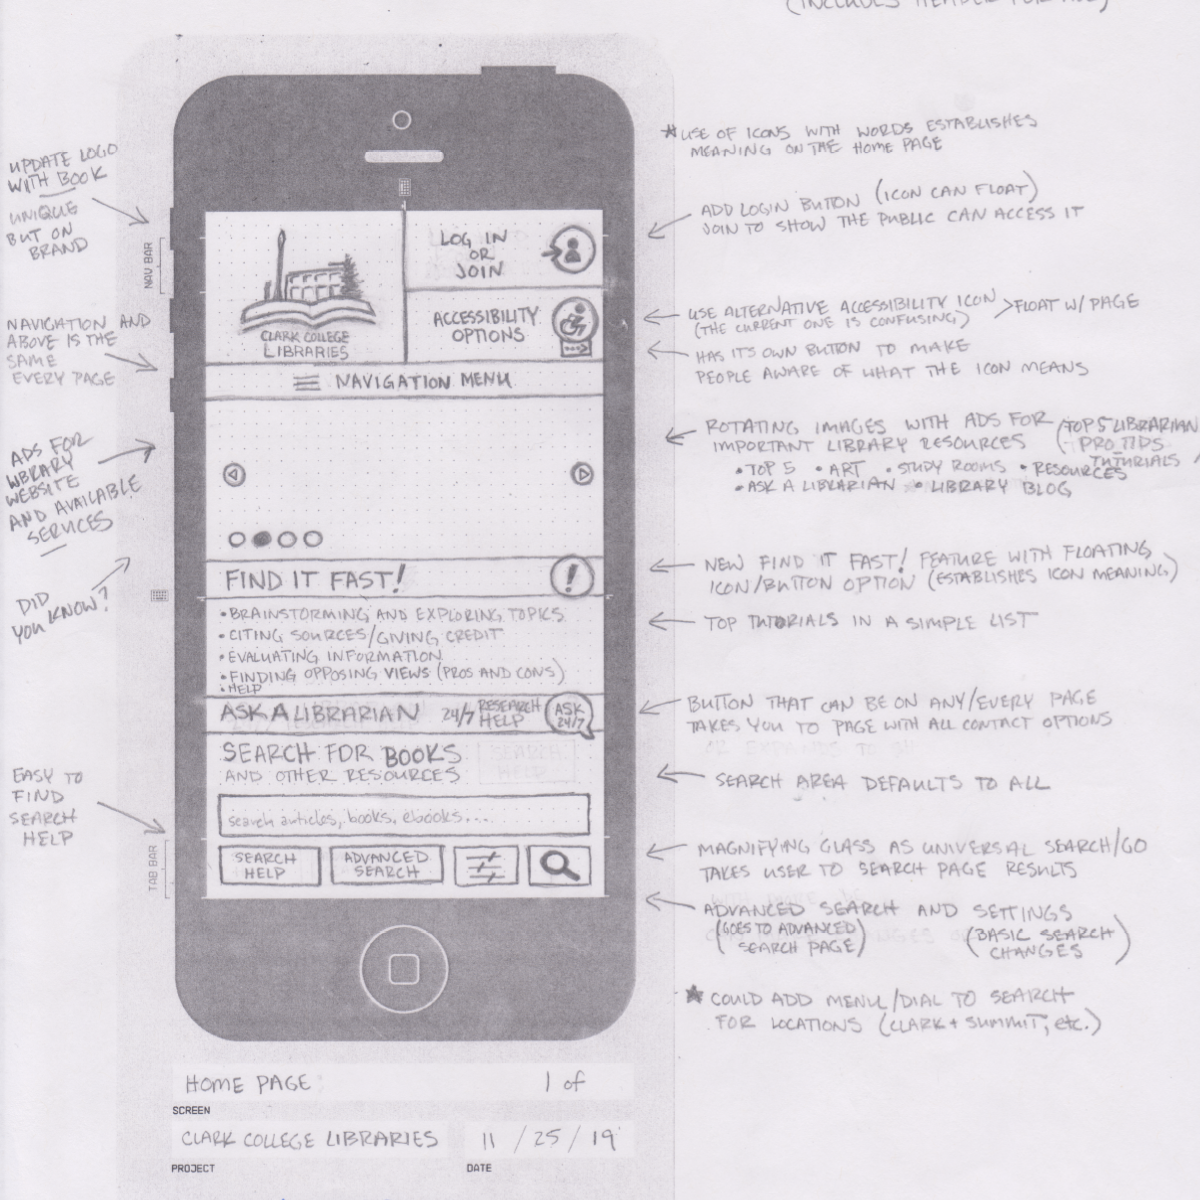 (INCLUDES HEADER FOR ALL)
UPDATE LOGO
WITH BOOK
UNIQUE
BUT ON
BRAND
NAV BAR
NAVIGATION AND
ABOVE IS THE
SAME
EVERY PAGE
ADS FOR
LIBRARY
WEBSITE
AND AVAILABLE
SERVICES
DID
YOU KNOW?
EASY TO
FIND
SEARCH
HELP
TAB BAR
CLARK COLLEGE
LIBRARIES
LOG IN
OR
JOIN
ACCESSIBILITY
OPTIONS
NAVIGATION MENU
FIND IT FAST!
!
• BRAINSTORMING AND EXPLORING TOPICS
• CITING SOURCES/GIVING CREDIT
• EVALUATING INFORMATION
• FINDING OPPOSING VIEWS (PROS AND CONS)
• HELP
ASK A LIBRARIAN 24/7 RESEARCH
HELP
ASK
24/7
SEARCH FOR BOOKS
AND OTHER RESOURCES
search articles, books, ebooks...
SEARCH
HELP
ADVANCED
SEARCH
★ USE OF ICONS WITH WORDS ESTABLISHES
MEANING ON THE HOME PAGE
ADD LOGIN BUTTON (ICON CAN FLOAT)
JOIN TO SHOW THE PUBLIC CAN ACCESS IT
USE ALTERNATIVE ACCESSIBILITY ICON > FLOAT W/ PAGE
(THE CURRENT ONE IS CONFUSING)
HAS ITS OWN BUTTON TO MAKE
PEOPLE AWARE OF WHAT THE ICON MEANS
ROTATING IMAGES WITH ADS FOR (TOP 5 LIBRARIAN
IMPORTANT LIBRARY RESOURCES PRO TIPS
TUTORIALS
• TOP 5 • ART • STUDY ROOMS • RESOURCES
• ASK A LIBRARIAN • LIBRARY BLOG
NEW FIND IT FAST! FEATURE WITH FLOATING
ICON/BUTTON OPTION (ESTABLISHES ICON MEANING)
TOP TUTORIALS IN A SIMPLE LIST
BUTTON THAT CAN BE ON ANY/EVERY PAGE
TAKES YOU TO PAGE WITH ALL CONTACT OPTIONS
SEARCH AREA DEFAULTS TO ALL
MAGNIFYING GLASS AS UNIVERSAL SEARCH/GO
TAKES USER TO SEARCH PAGE RESULTS
ADVANCED SEARCH AND SETTINGS
(GOES TO ADVANCED
SEARCH PAGE)
(BASIC SEARCH
CHANGES)
★ COULD ADD MENU/DIAL TO SEARCH
FOR LOCATIONS (CLARK + SUMMIT, etc.)
HOME PAGE 1 of
SCREEN
CLARK COLLEGE LIBRARIES 11 / 25 / 19
PROJECT DATE